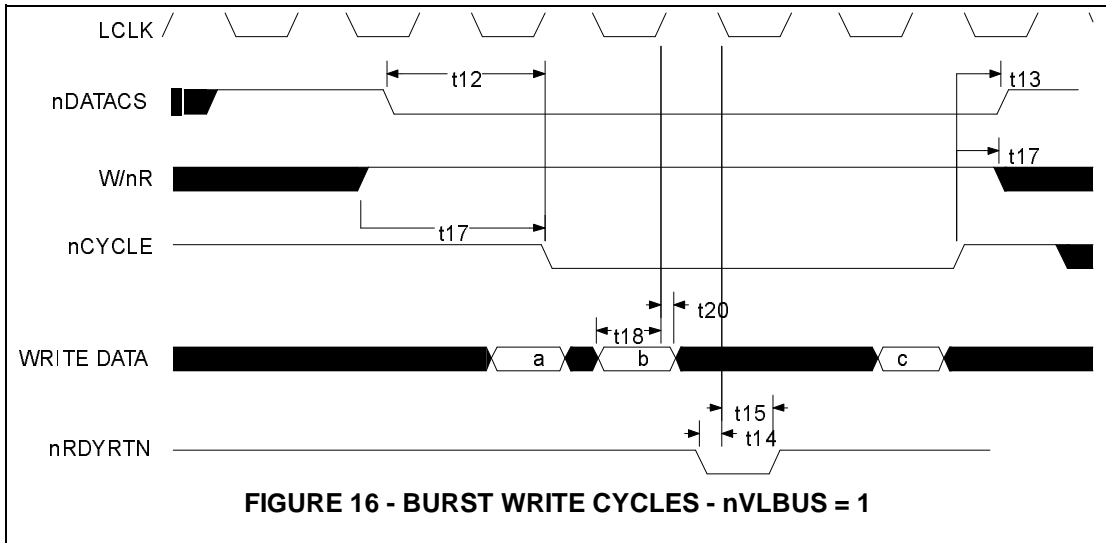 LCLK
t12
t13
nDATACS
t17
W/nR
t17
nCYCLE
t20
t18
WRITE DATA
a
b
c
t15
t14
nRDYRTN
FIGURE 16 - BURST WRITE CYCLES - nVLBUS = 1